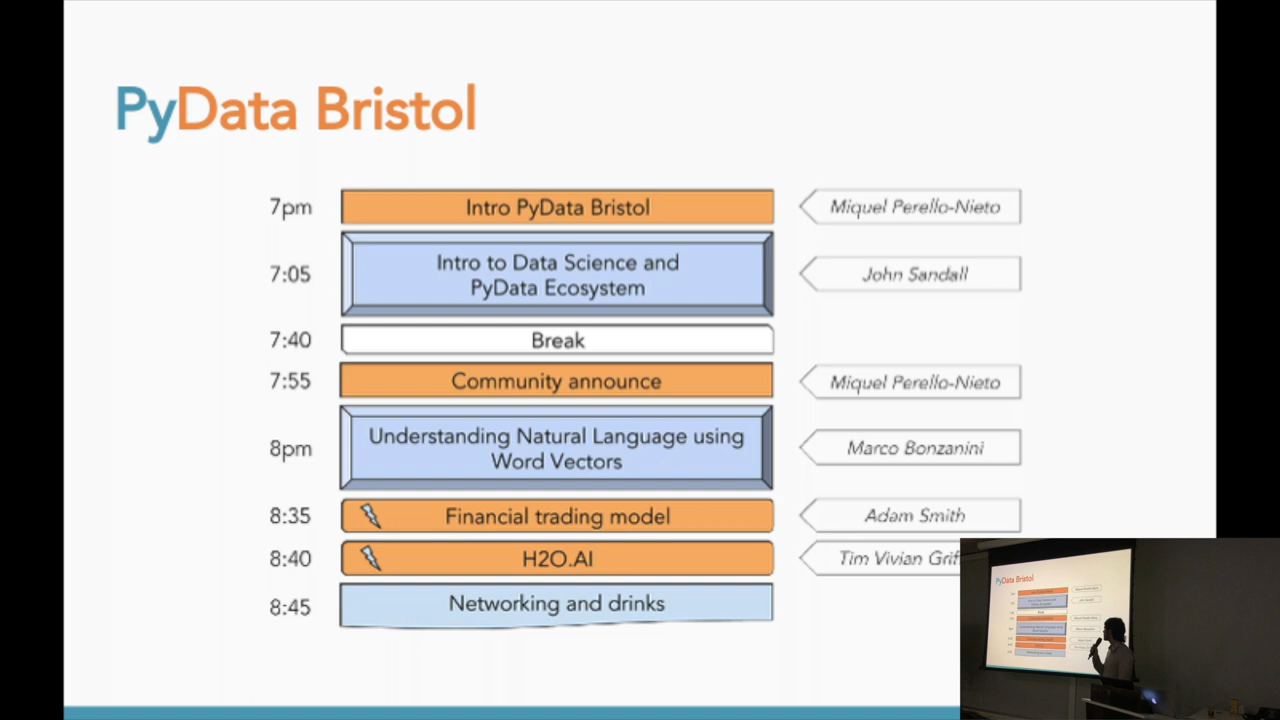 PyData Bristol
7pm
Intro PyData Bristol
Miquel Perello-Nieto
7:05
Intro to Data Science and
PyData Ecosystem
John Sandall
7:40
Break
7:55
Community announce
Miquel Perello-Nieto
8pm
Understanding Natural Language using
Word Vectors
Marco Bonzanini
8:35
Financial trading model
Adam Smith
8:40
H2O.AI
Tim Vivian
8:45
Networking and drinks
PyData Bristol